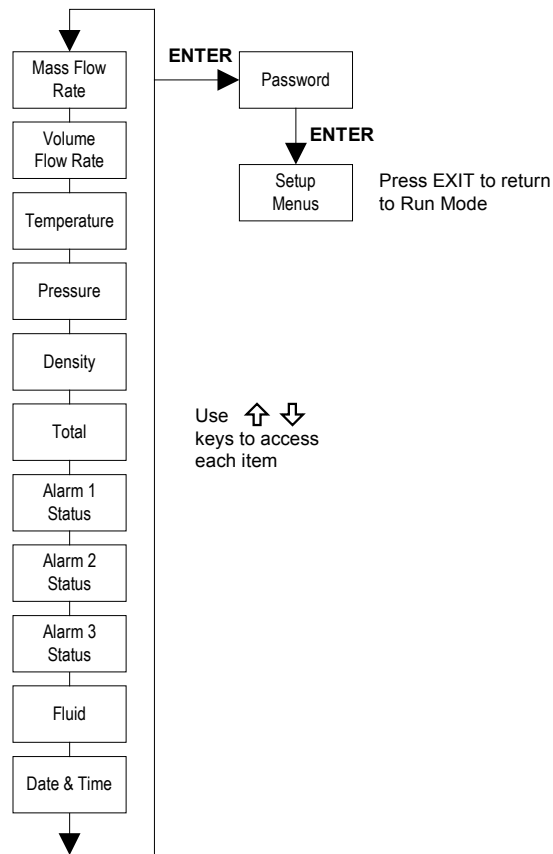 ENTER
Mass Flow
Rate
Password
Volume
Flow Rate
ENTER
Setup
Menus
Press EXIT to return
to Run Mode
Temperature
Pressure
Density
Total
Use
keys to access
each item
Alarm 1
Status
Alarm 2
Status
Alarm 3
Status
Fluid
Date & Time